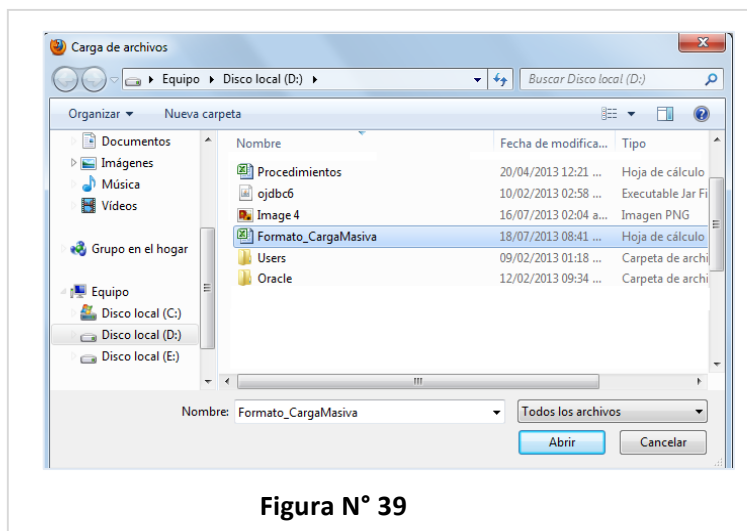 Carga de archivos
Equipo Disco local (D:)
Buscar Disco local (D:)
Organizar Nueva carpeta
Documentos
Imágenes
Música
Vídeos
Grupo en el hogar
Equipo
Disco local (C:)
Disco local (D:)
Disco local (E:)
Nombre Fecha de modifica... Tipo
Procedimientos 20/04/2013 12:21 ... Hoja de cálculo
ojdbc6 10/02/2013 02:58 ... Executable Jar Fi
Image 4 16/07/2013 02:04 a... Imagen PNG
Formato_CargaMasiva 18/07/2013 08:41 ... Hoja de cálculo
Users 09/02/2013 01:18 ... Carpeta de archi
Oracle 12/02/2013 09:34 ... Carpeta de archi
Nombre: Formato_CargaMasiva Todos los archivos
Abrir Cancelar
Figura N° 39